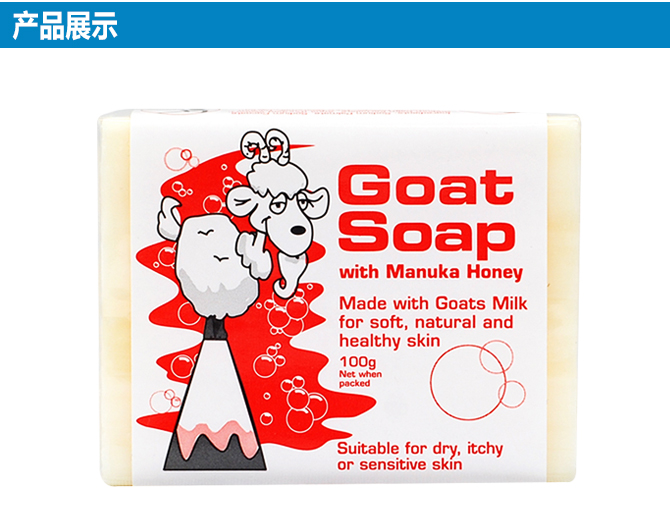 产品展示
Goat
Soap
with Manuka Honey
Made with Goats Milk
for soft, natural and
healthy skin
100g
Net when
packed
Suitable for dry, itchy
or sensitive skin